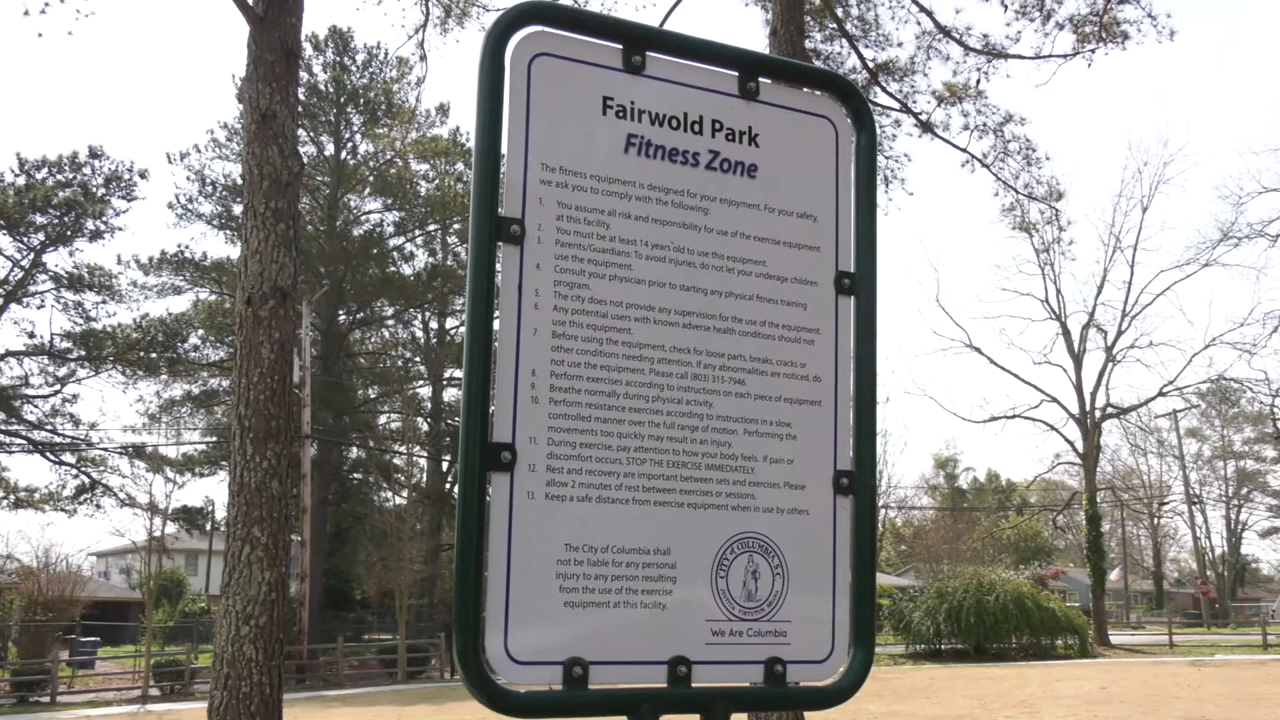 Fairwold Park
Fitness Zone
The fitness equipment is designed for your enjoyment. For your safety,
we ask you to comply with the following:
1. You assume all risk and responsibility for use of the exercise equipment
at this facility.
2. You must be at least 14 years old to use this equipment.
3. Parents/Guardians: To avoid injuries, do not let your underage children
use the equipment.
4. Consult your physician prior to starting any physical fitness training
program.
5. The city does not provide any supervision for the use of the equipment.
6. Any potential users with known adverse health conditions should not
use this equipment.
7. Before using the equipment, check for loose parts, breaks, cracks or
other conditions needing attention. If any abnormalities are noticed, do
not use the equipment. Please call (803) 315-7946.
8. Perform exercises according to instructions on each piece of equipment.
9. Breathe normally during physical activity.
10. Perform resistance exercises according to instructions in a slow,
controlled manner over the full range of motion. Performing the
movements too quickly may result in an injury.
11. During exercise, pay attention to how your body feels. If pain or
discomfort occurs, STOP THE EXERCISE IMMEDIATELY.
12. Rest and recovery are important between sets and exercises. Please
allow 2 minutes of rest between exercises or sessions.
13. Keep a safe distance from exercise equipment when in use by others.
The City of Columbia shall
not be liable for any personal
injury to any person resulting
from the use of the exercise
equipment at this facility.
CITY of COLUMBIA, S.C.
JUSTITIA VIRTUTUM REGINA
We Are Columbia